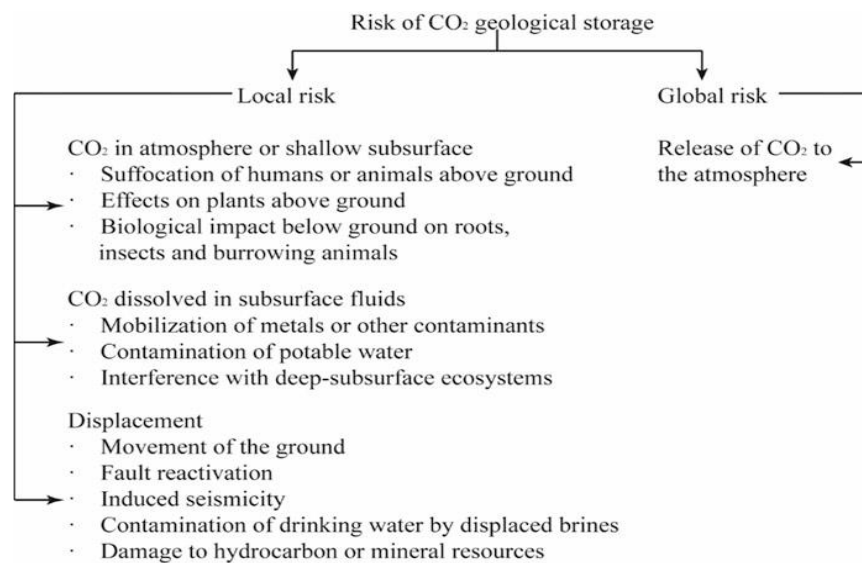 Risk of CO₂ geological storage
Local risk
Global risk
CO₂ in atmosphere or shallow subsurface
· Suffocation of humans or animals above ground
· Effects on plants above ground
· Biological impact below ground on roots,
insects and burrowing animals
CO₂ dissolved in subsurface fluids
· Mobilization of metals or other contaminants
· Contamination of potable water
· Interference with deep-subsurface ecosystems
Displacement
· Movement of the ground
· Fault reactivation
· Induced seismicity
· Contamination of drinking water by displaced brines
· Damage to hydrocarbon or mineral resources
Release of CO₂ to
the atmosphere